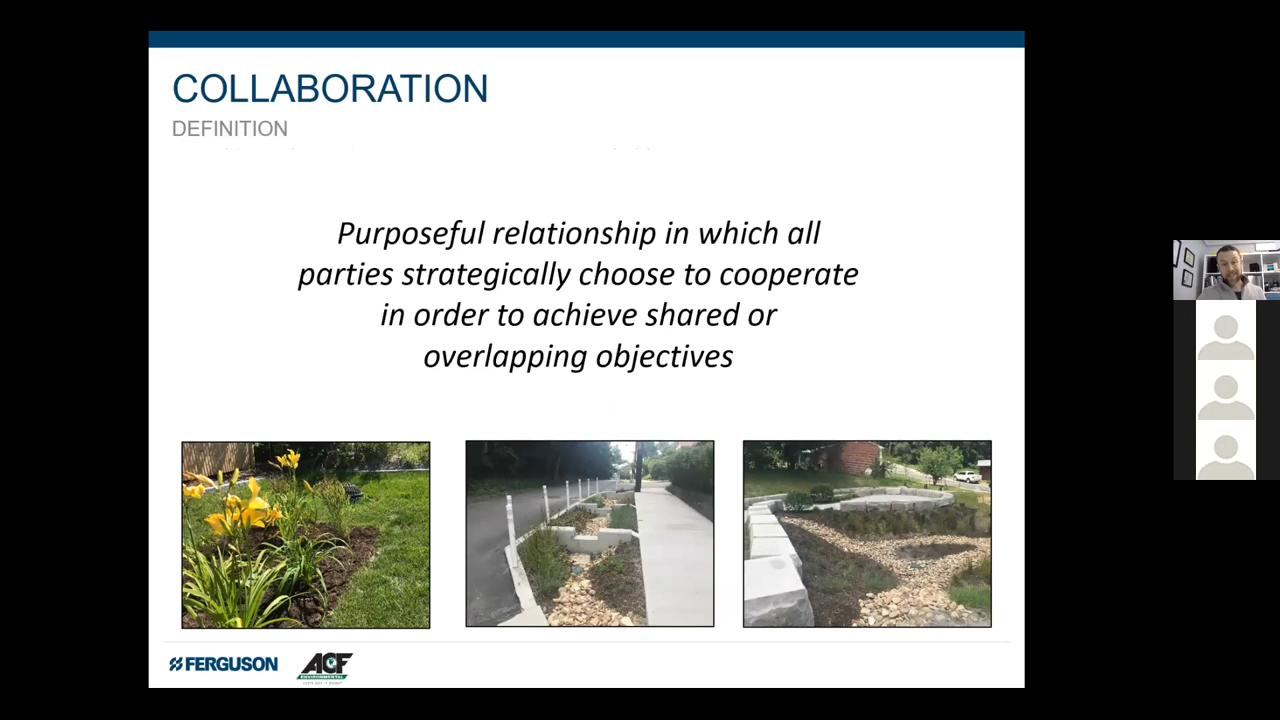 COLLABORATION
DEFINITION
Purposeful relationship in which all
parties strategically choose to cooperate
in order to achieve shared or
overlapping objectives
FERGUSON
ACF
ENVIRONMENTAL